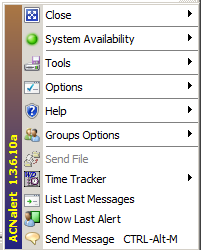 Close
System Availability
Tools
Options
Help
Groups Options
Send File
Time Tracker
List Last Messages
Show Last Alert
Send Message CTRL-Alt-M
ACNalert 1.3.6.10a